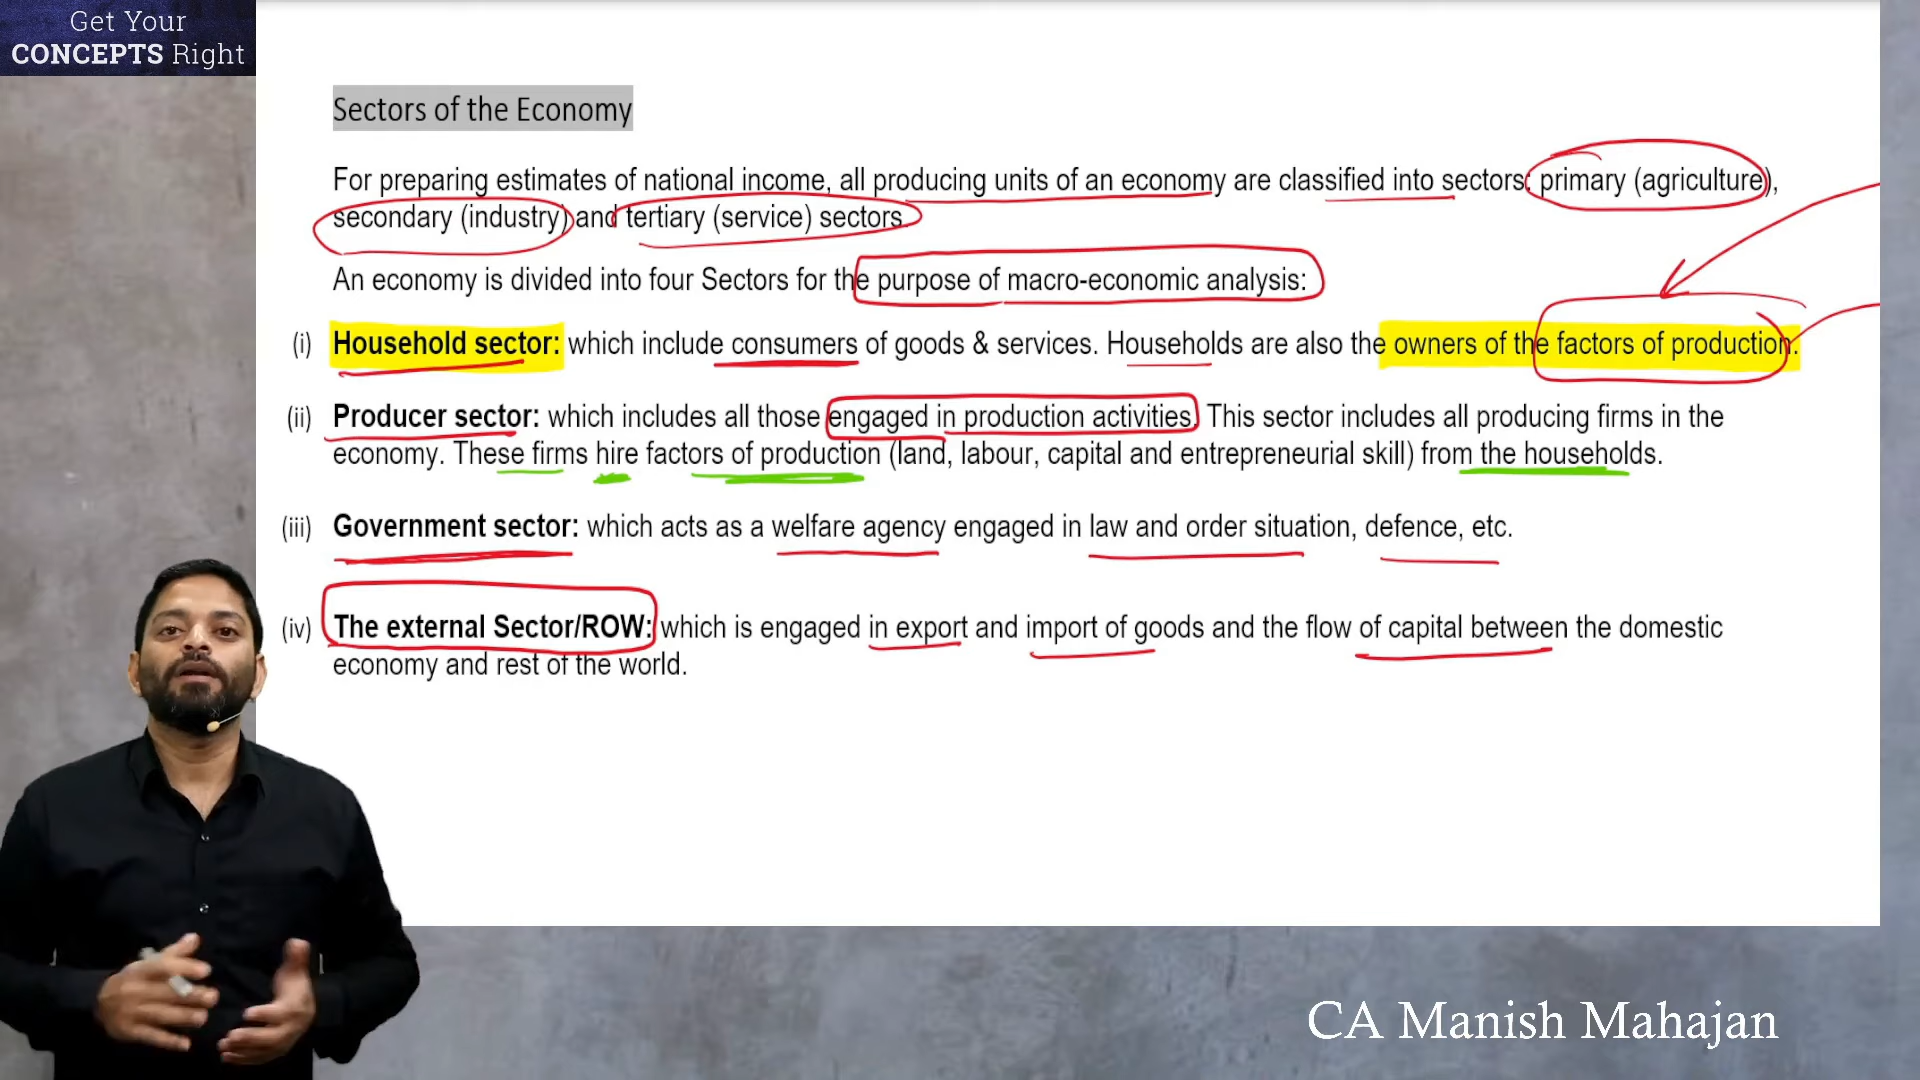 Get Your
CONCEPTS Right
Sectors of the Economy
For preparing estimates of national income, all producing units of an economy are classified into sectors: primary (agriculture),
secondary (industry) and tertiary (service) sectors.
An economy is divided into four Sectors for the purpose of macro-economic analysis:
(i) Household sector: which include consumers of goods & services. Households are also the owners of the factors of production.
(ii) Producer sector: which includes all those engaged in production activities. This sector includes all producing firms in the
economy. These firms hire factors of production (land, labour, capital and entrepreneurial skill) from the households.
(iii) Government sector: which acts as a welfare agency engaged in law and order situation, defence, etc.
(iv) The external Sector/ROW: which is engaged in export and import of goods and the flow of capital between the domestic
economy and rest of the world.
CA Manish Mahajan